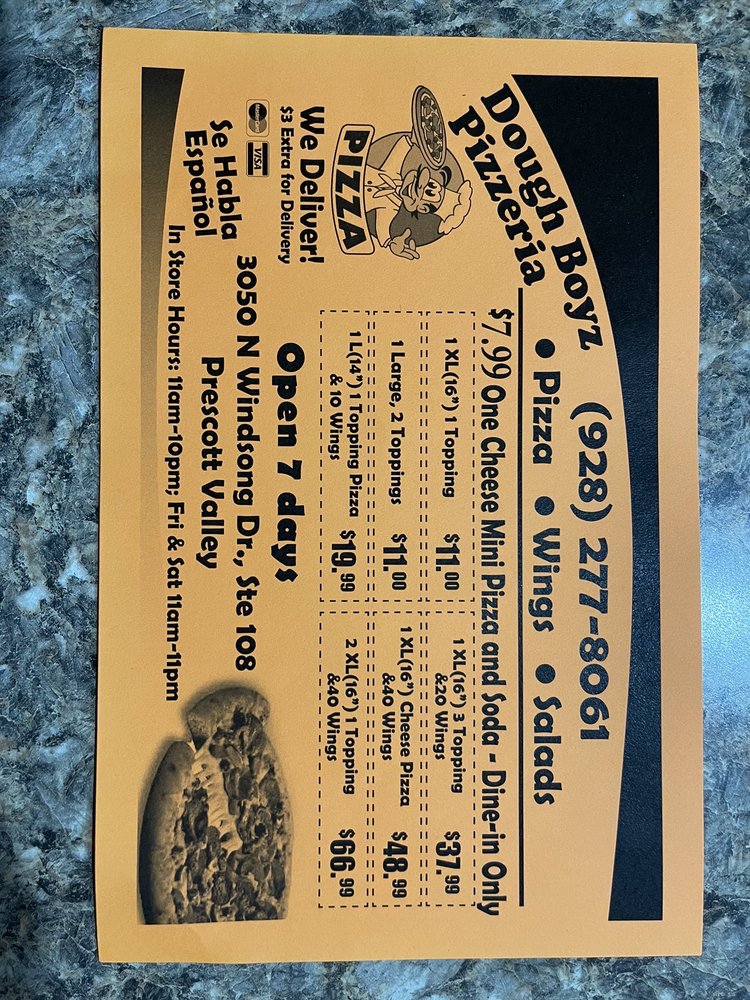 Dough Boyz
Pizzeria
(928) 277-8061
● Pizza ● Wings ● Salads
PIZZA
$7.99 One Cheese Mini Pizza and Soda - Dine-in Only
1 XL(16") 1 Topping $11.00
1 Large, 2 Toppings $11.00
1 L(14") 1 Topping Pizza
& 10 Wings $19.99
1 XL(16") 3 Topping
&20 Wings $37.99
1 XL(16") Cheese Pizza
&40 Wings $48.99
2 XL(16") 1 Topping
&40 Wings $66.99
We Deliver!
$3 Extra for Delivery
MasterCard VISA
Se Habla
Español
Open 7 days
3050 N Windsong Dr., Ste 108
Prescott Valley
In Store Hours: 11am-10pm; Fri & Sat 11am-11pm